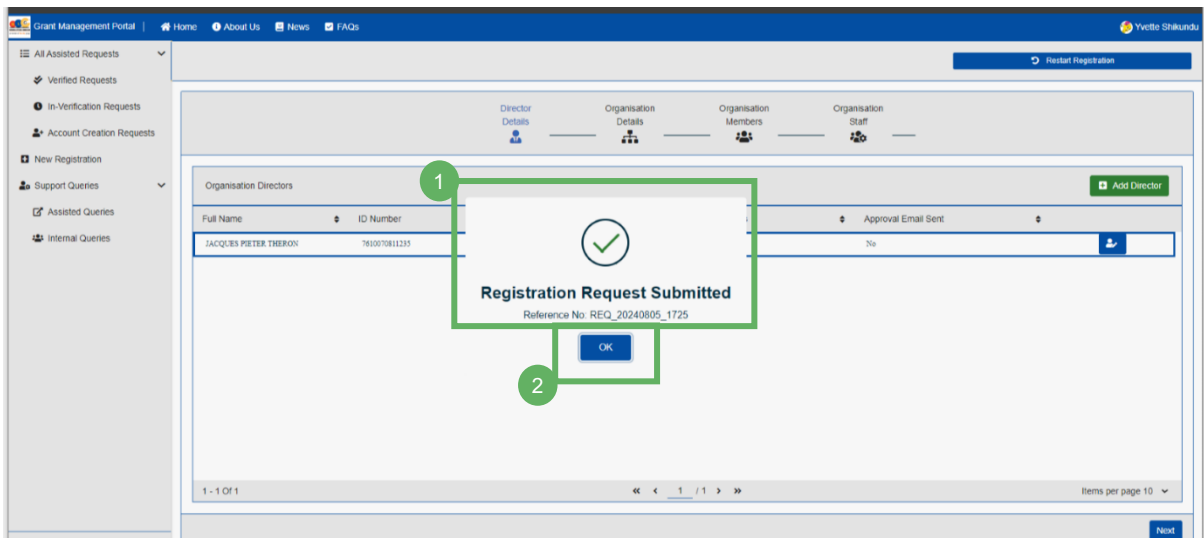 Grant Management Portal | Home About Us News FAQs Yvette Shikundu
All Assisted Requests
Restart Registration
Verified Requests
In-Verification Requests
Account Creation Requests
New Registration
Support Queries
Assisted Queries
Internal Queries
Director Details
Organisation Details
Organisation Members
Organisation Staff
1
Organisation Directors
Add Director
Full Name ID Number Approval Email Sent
JACQUES PIETER THERON 7610070811235 No
Registration Request Submitted
Reference No: REQ_20240805_1725
OK
2
1 - 1 Of 1
« ‹ 1 / 1 › »
Items per page 10
Next